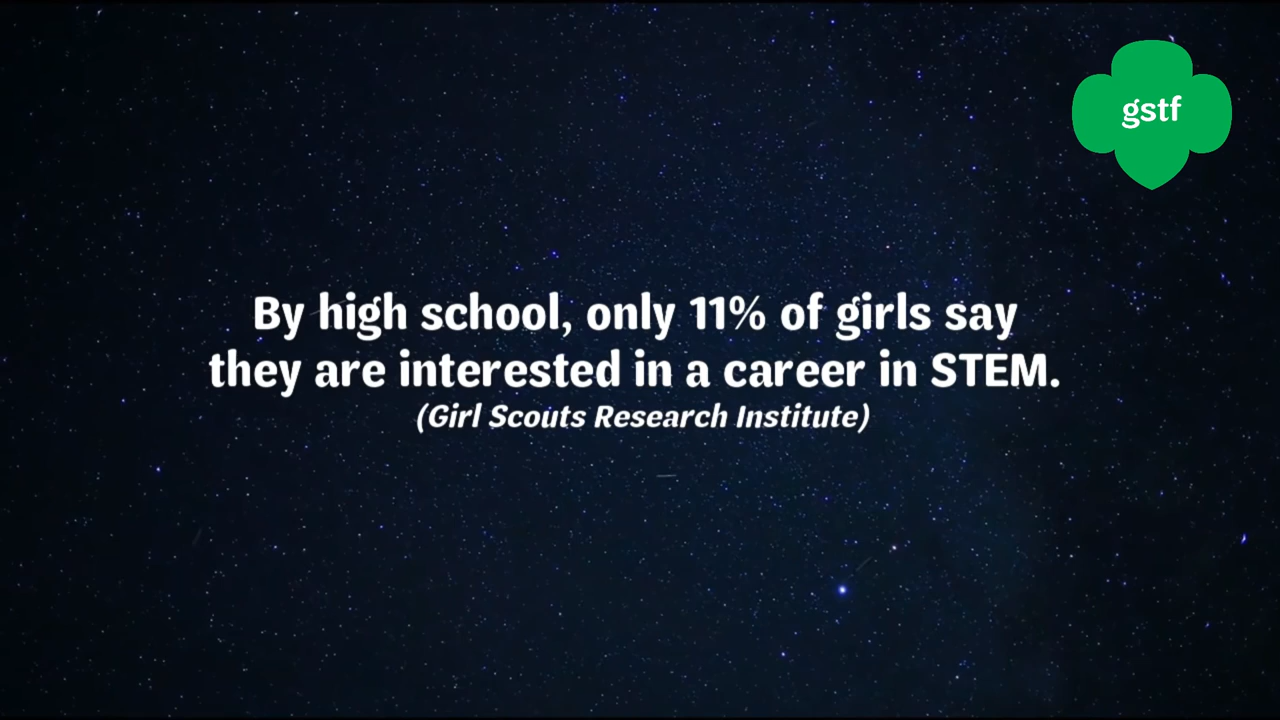 gstf
By high school, only 11% of girls say
they are interested in a career in STEM.
(Girl Scouts Research Institute)